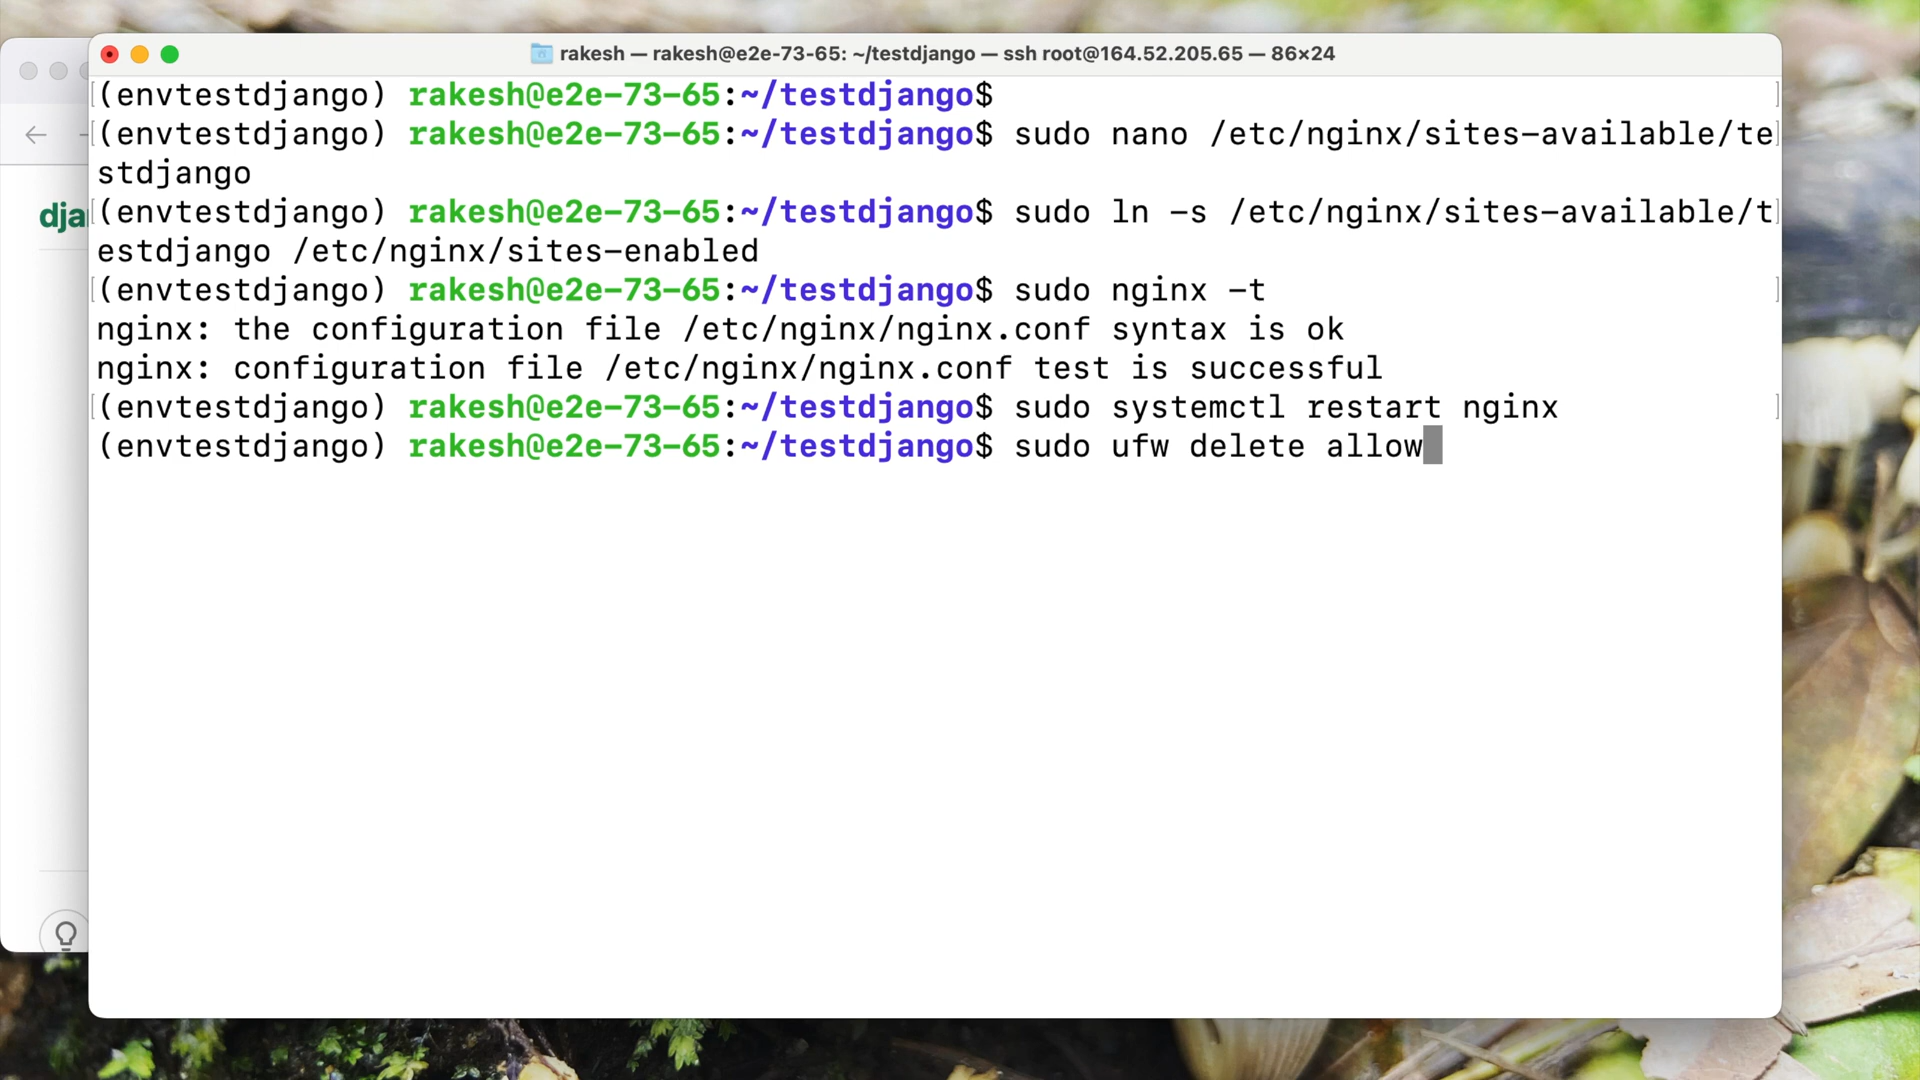 rakesh — rakesh@e2e-73-65: ~/testdjango — ssh root@164.52.205.65 — 86×24
(envtestdjango) rakesh@e2e-73-65:~/testdjango$
(envtestdjango) rakesh@e2e-73-65:~/testdjango$ sudo nano /etc/nginx/sites-available/te
stdjango
(envtestdjango) rakesh@e2e-73-65:~/testdjango$ sudo ln -s /etc/nginx/sites-available/t
estdjango /etc/nginx/sites-enabled
(envtestdjango) rakesh@e2e-73-65:~/testdjango$ sudo nginx -t
nginx: the configuration file /etc/nginx/nginx.conf syntax is ok
nginx: configuration file /etc/nginx/nginx.conf test is successful
(envtestdjango) rakesh@e2e-73-65:~/testdjango$ sudo systemctl restart nginx
(envtestdjango) rakesh@e2e-73-65:~/testdjango$ sudo ufw delete allow
dja